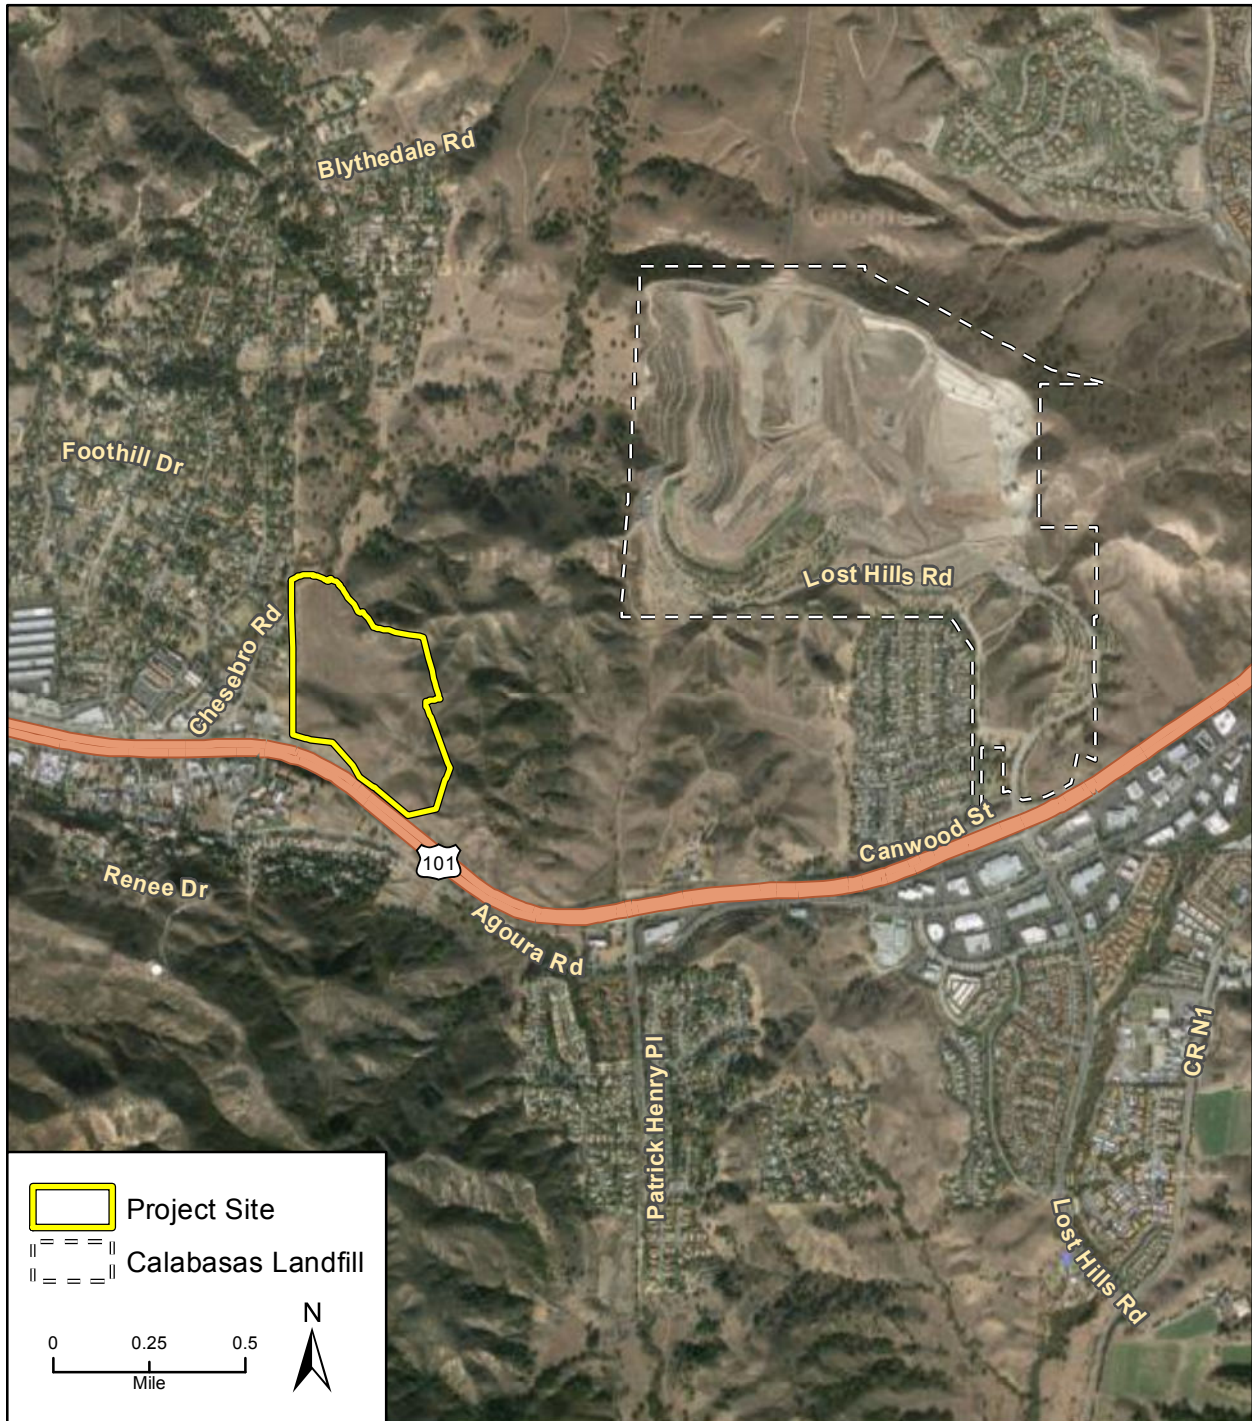 Blythedale Rd
Foothill Dr
Lost Hills Rd
Chesebro Rd
Canwood St
101
Renee Dr
Agoura Rd
CR N1
Patrick Henry Pl
Lost Hills Rd
Project Site
Calabasas Landfill
N
0 0.25 0.5
Mile